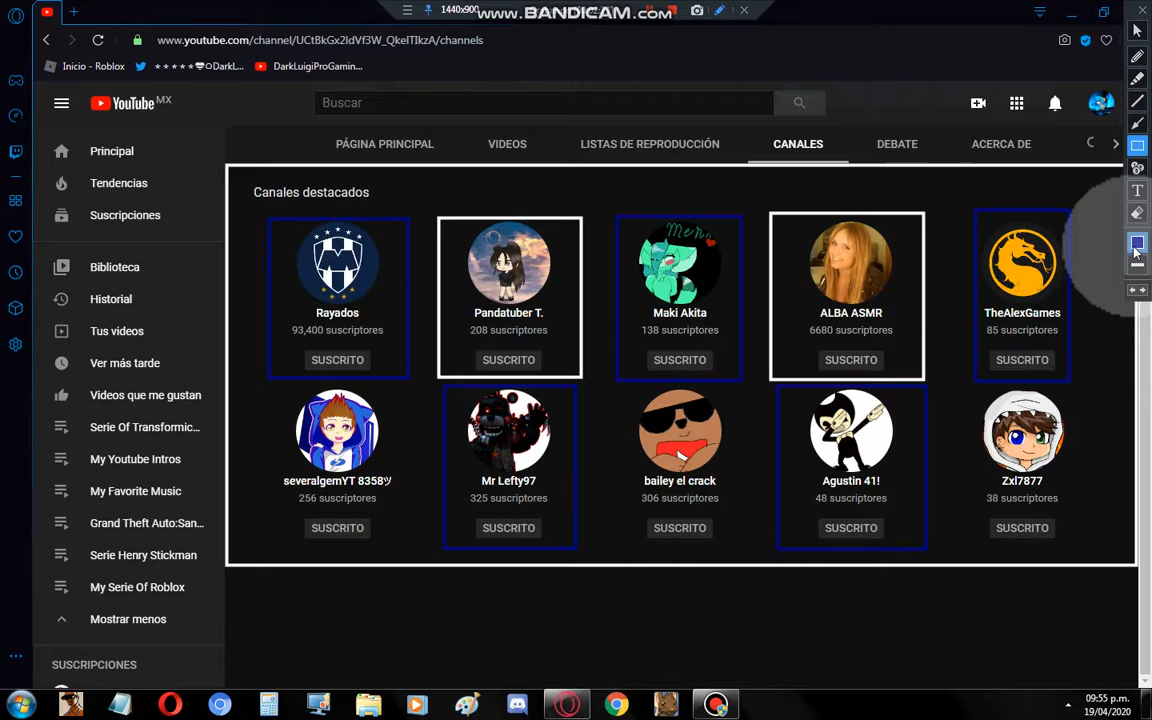 1440x900
www.BANDICAM.com
www.youtube.com/channel/UCtBkGx2IdVf3W_QkeITIkzA/channels
Inicio - Roblox
DarkL...
DarkLuigiProGamin...
YouTube MX
Buscar
PÁGINA PRINCIPAL VIDEOS LISTAS DE REPRODUCCIÓN CANALES DEBATE ACERCA DE
Principal
Tendencias
Suscripciones
Biblioteca
Historial
Tus videos
Ver más tarde
Videos que me gustan
Serie Of Transformic...
My Youtube Intros
My Favorite Music
Grand Theft Auto:San...
Serie Henry Stickman
My Serie Of Roblox
Mostrar menos
SUSCRIPCIONES
Canales destacados
Rayados Pandatuber T. Maki Akita ALBA ASMR TheAlexGames
93,400 suscriptores 208 suscriptores 138 suscriptores 6680 suscriptores 85 suscriptores
SUSCRITO SUSCRITO SUSCRITO SUSCRITO SUSCRITO
severalgemYT 8358ツ Mr Lefty97 bailey el crack Agustin 41! Zxl7877
256 suscriptores 325 suscriptores 306 suscriptores 48 suscriptores 38 suscriptores
SUSCRITO SUSCRITO SUSCRITO SUSCRITO SUSCRITO
T
09:55 p.m.
19/04/2020